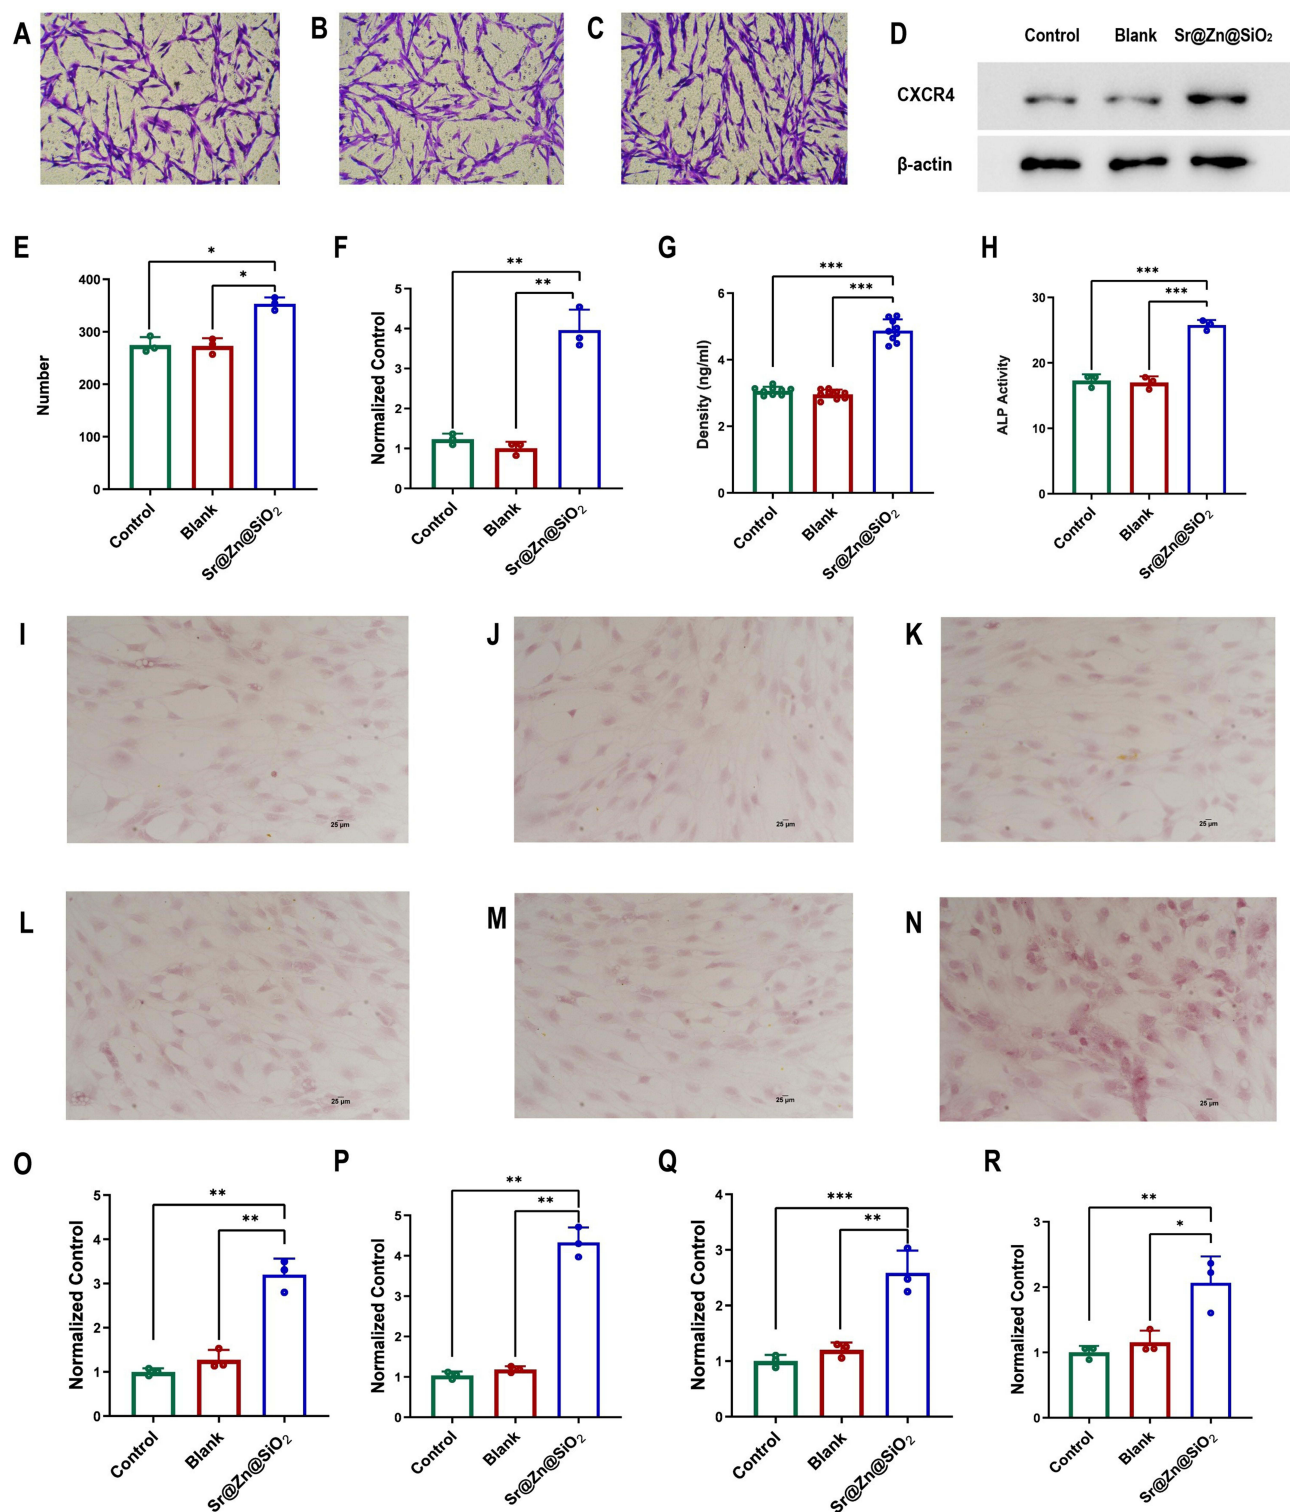 A
B
C
D
Control
Blank
Sr@Zn@SiO₂
CXCR4
β-actin
E
*
*
Number
400
300
200
100
0
Control
Blank
Sr@Zn@SiO₂
F
**
**
Normalized Control
5
4
3
2
1
0
Control
Blank
Sr@Zn@SiO₂
G
***
***
Density (ng/ml)
6
4
2
0
Control
Blank
Sr@Zn@SiO₂
H
***
***
ALP Activity
30
20
10
0
Control
Blank
Sr@Zn@SiO₂
I
25 μm
J
25 μm
K
25 μm
L
25 μm
M
25 μm
N
25 μm
O
**
**
Normalized Control
5
4
3
2
1
0
Control
Blank
Sr@Zn@SiO₂
P
**
**
Normalized Control
5
4
3
2
1
0
Control
Blank
Sr@Zn@SiO₂
Q
***
**
Normalized Control
4
3
2
1
0
Control
Blank
Sr@Zn@SiO₂
R
**
*
Normalized Control
3
2
1
0
Control
Blank
Sr@Zn@SiO₂